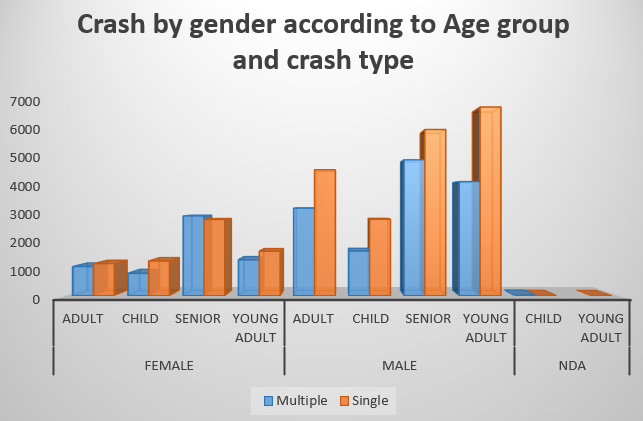 Crash by gender according to Age group
and crash type
7000
6000
5000
4000
3000
2000
1000
0
ADULT CHILD SENIOR YOUNG ADULT CHILD SENIOR YOUNG CHILD YOUNG
ADULT ADULT ADULT
FEMALE MALE NDA
Multiple Single